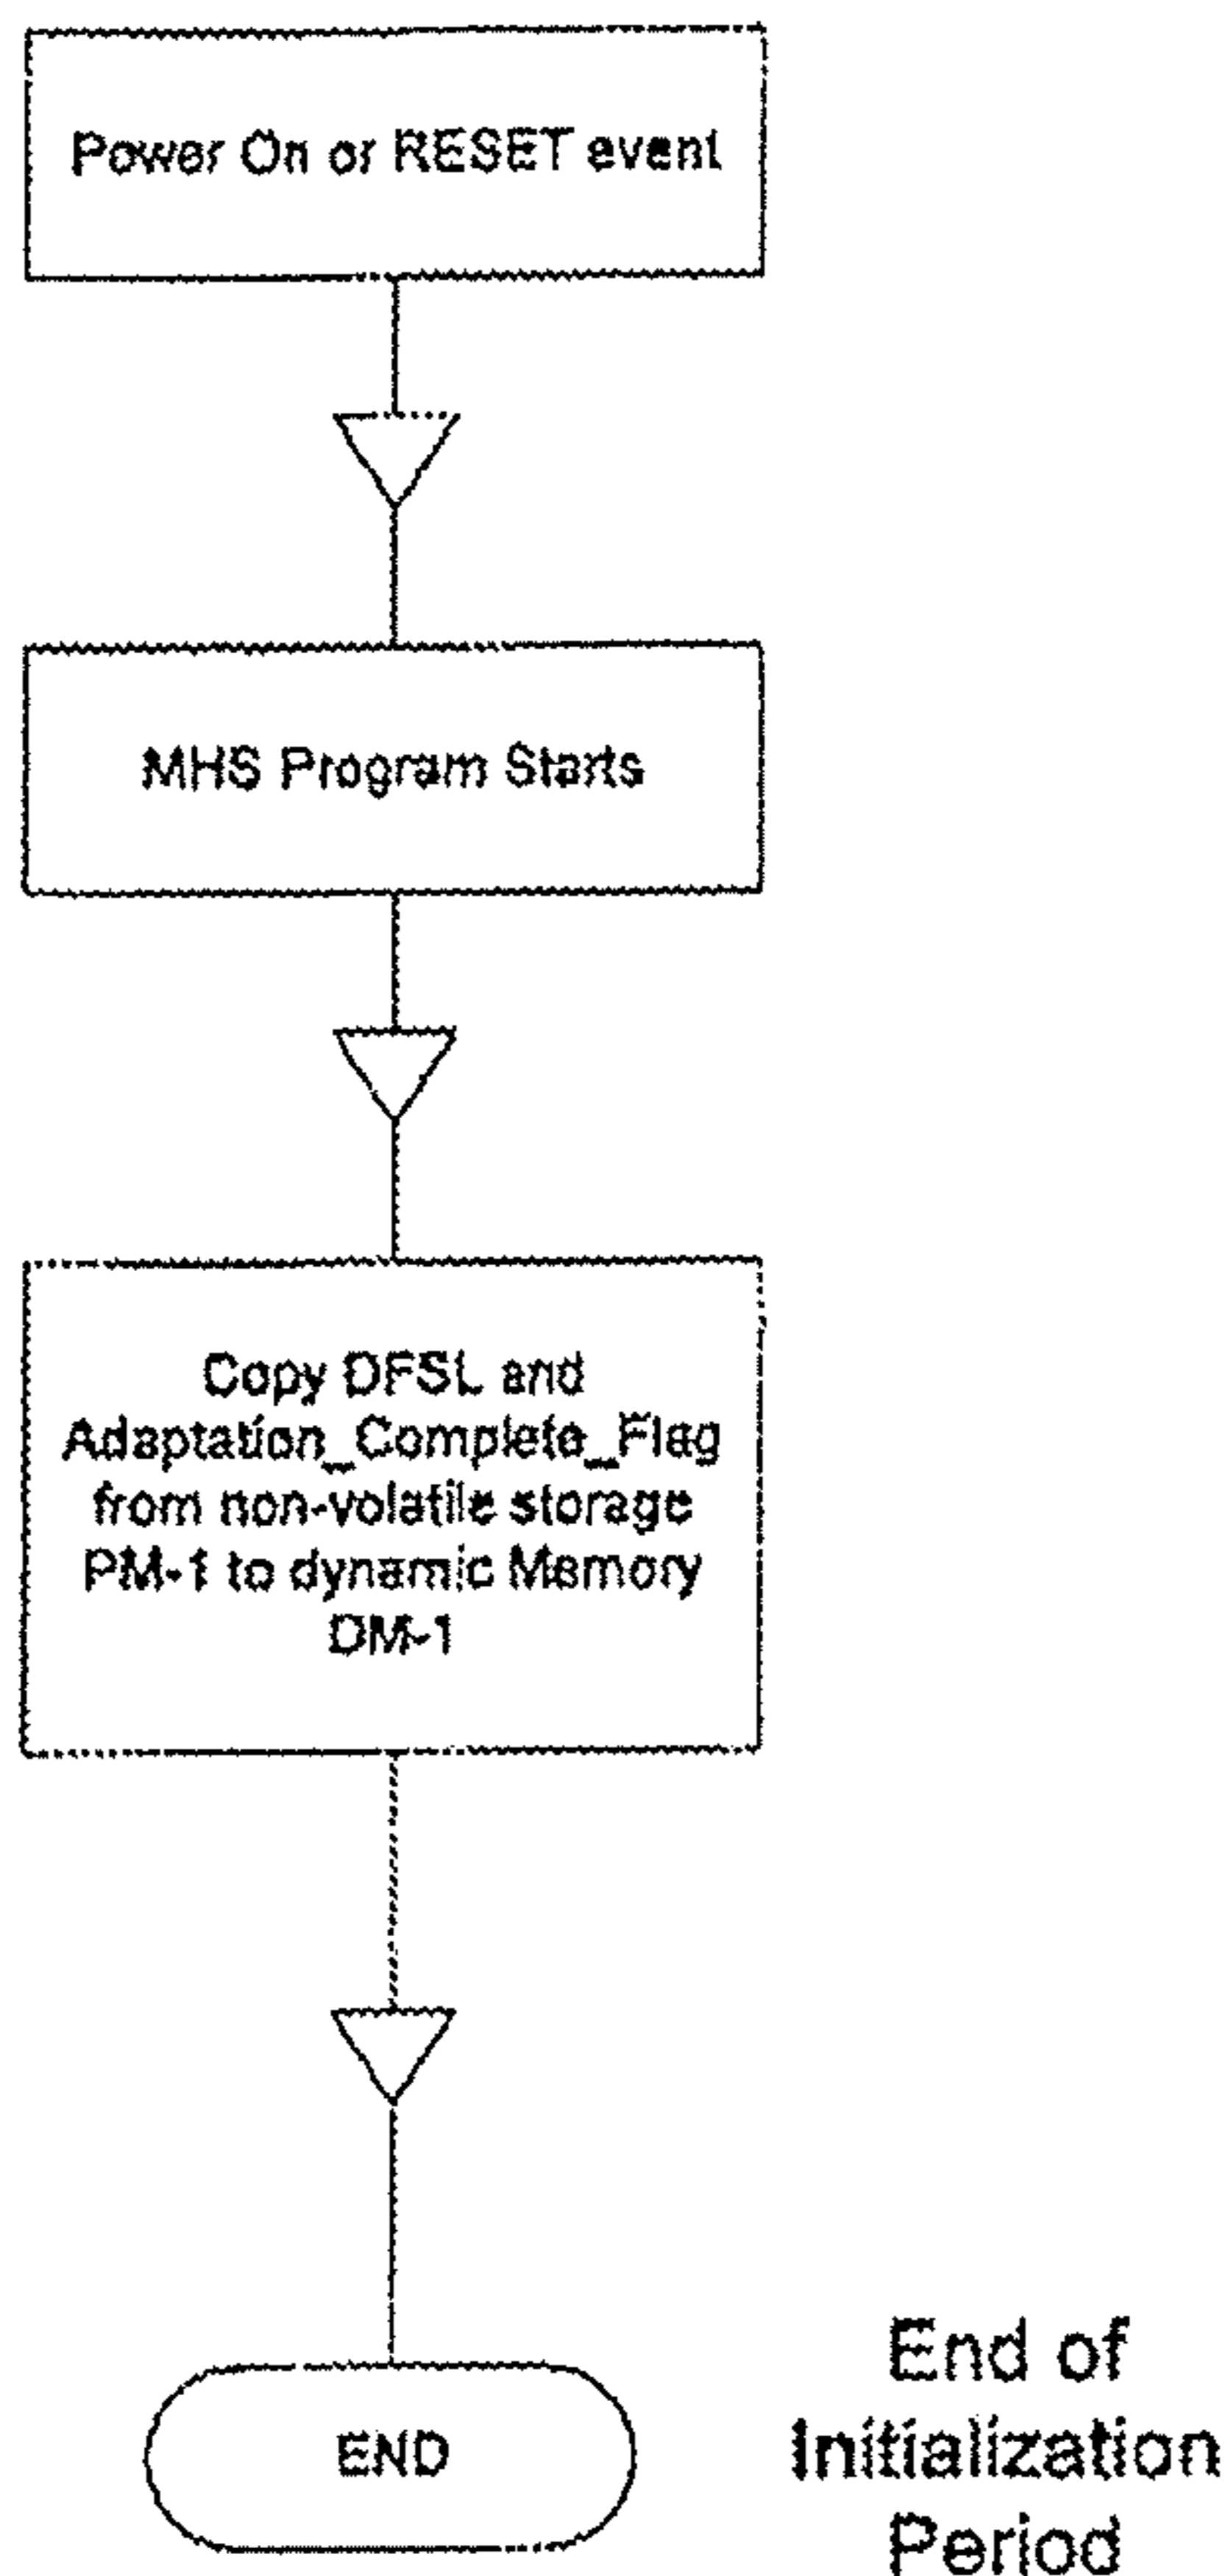 Power On or RESET event
MHS Program Starts
Copy DFSL and
Adaptation_Complete_Flag
from non-volatile storage
PM-1 to dynamic Memory
DM-1
END
End of
Initialization
Period